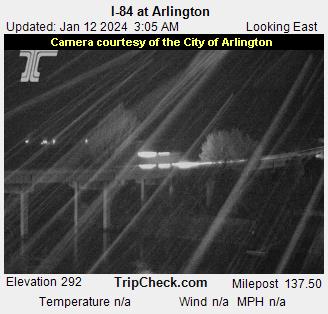 I-84 at Arlington
Updated: Jan 12 2024 3:05 AM Looking East
Camera courtesy of the City of Arlington
Elevation 292 TripCheck.com Milepost 137.50
Temperature n/a Wind n/a MPH n/a